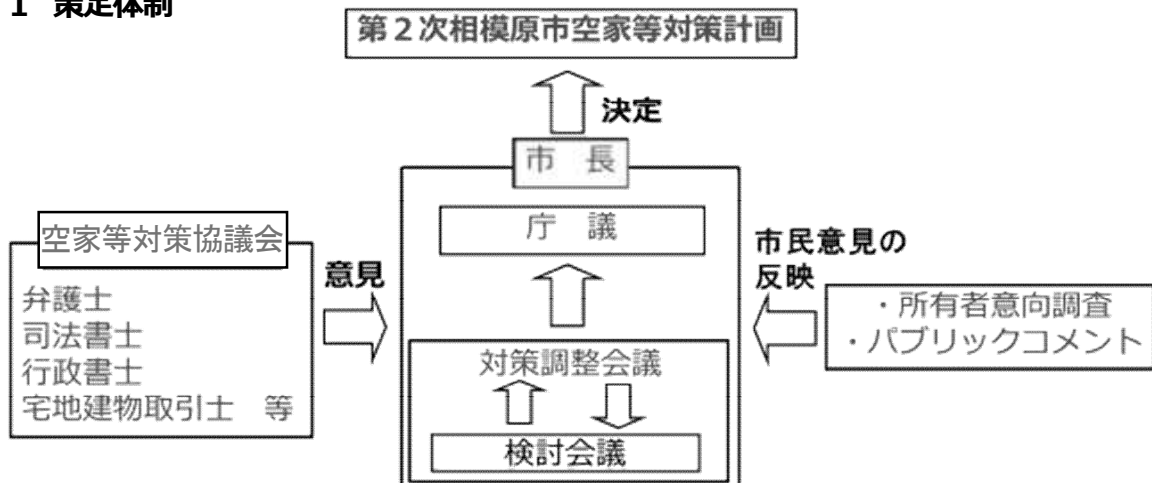 1 策定体制
第２次相模原市空家等対策計画
決定
市　長
庁　議
空家等対策協議会
弁護士
司法書士
行政書士
宅地建物取引士　等
意見
市民意見の
反映
・所有者意向調査
・パブリックコメント
対策調整会議
検討会議